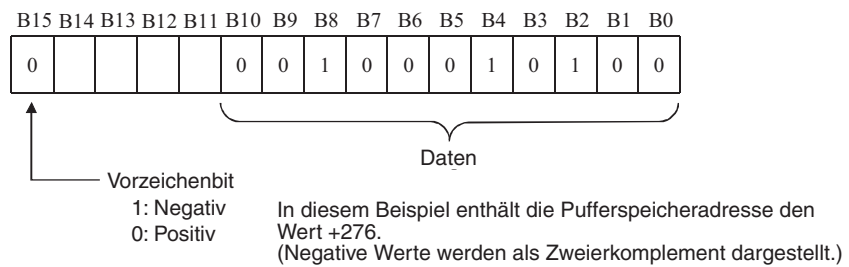 B15 B14 B13 B12 B11 B10 B9 B8 B7 B6 B5 B4 B3 B2 B1 B0
0 0 0 1 0 0 0 1 0 1 0 0
Daten
Vorzeichenbit
1: Negativ
0: Positiv
In diesem Beispiel enthält die Pufferspeicheradresse den
Wert +276.
(Negative Werte werden als Zweierkomplement dargestellt.)